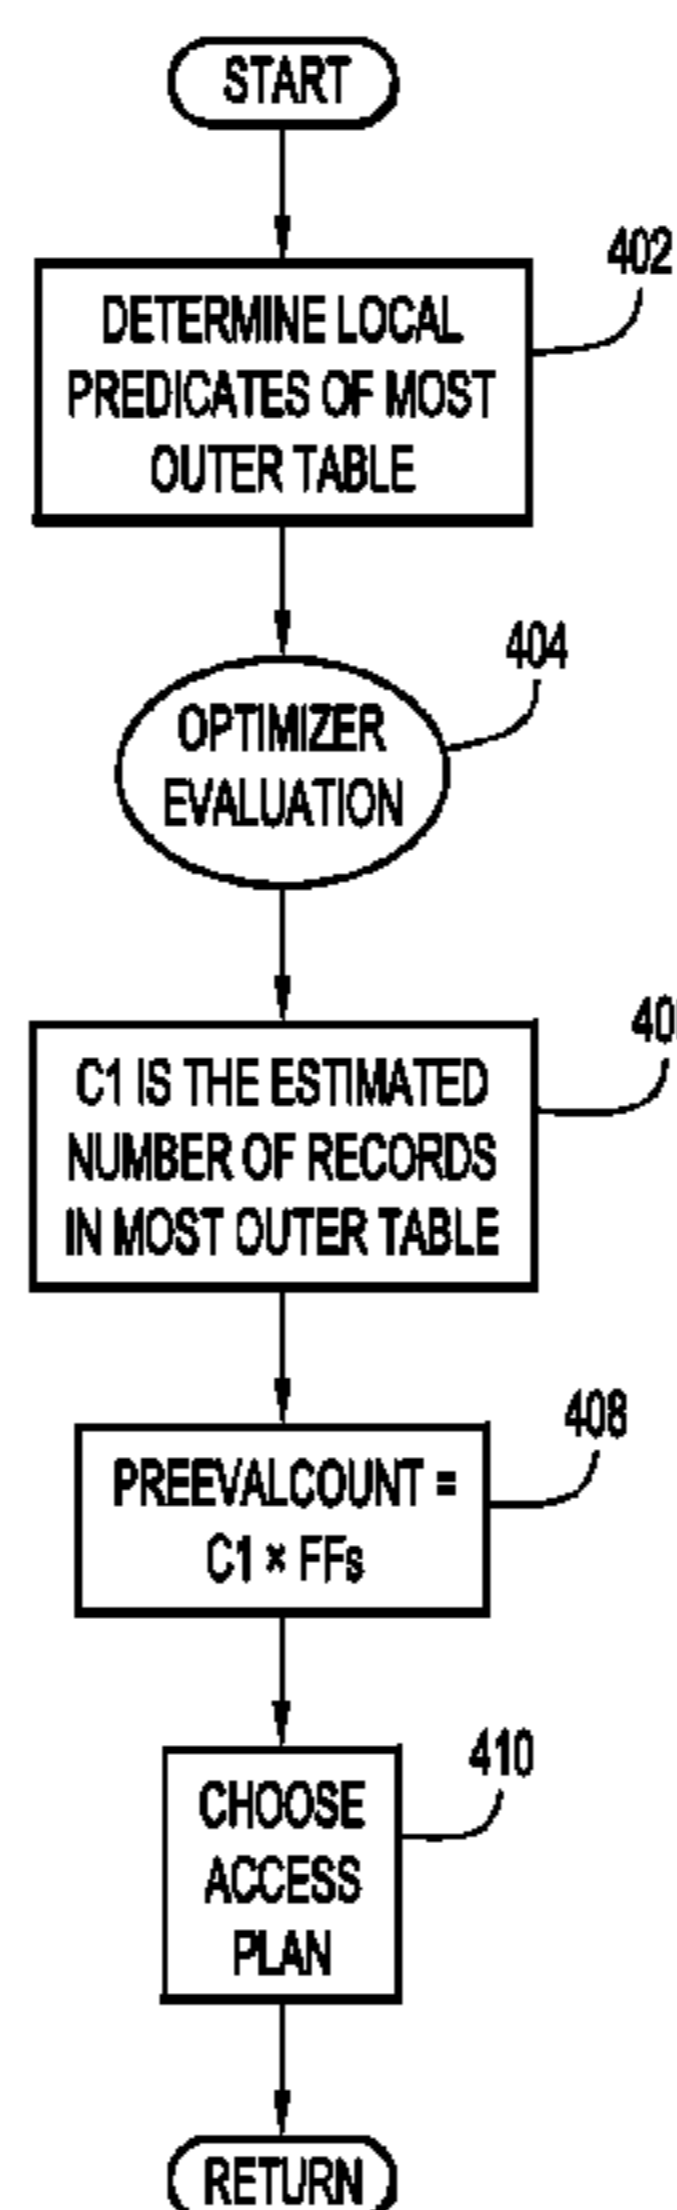 START
402
DETERMINE LOCAL
PREDICATES OF MOST
OUTER TABLE
404
OPTIMIZER
EVALUATION
C1 IS THE ESTIMATED
NUMBER OF RECORDS
IN MOST OUTER TABLE
408
PREEVALCOUNT =
C1 × FFs
410
CHOOSE
ACCESS
PLAN
RETURN